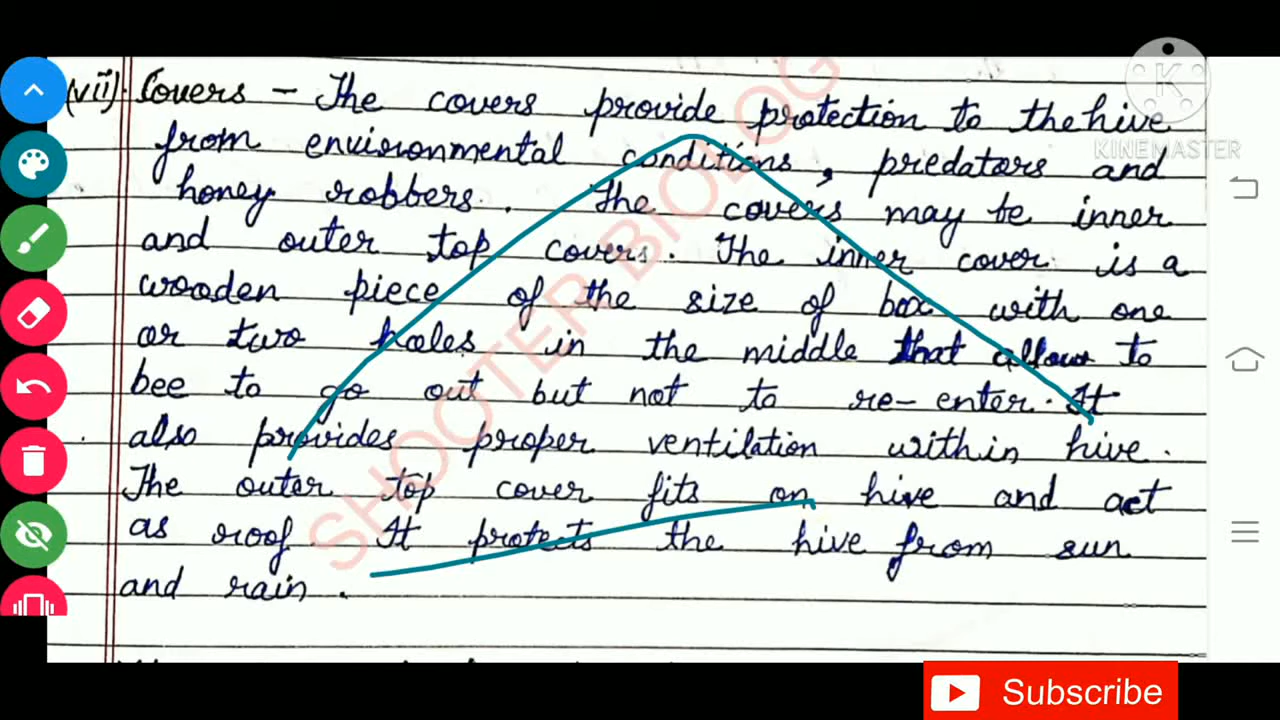 (vii). Covers - The covers provide protection to the hive
from environmental conditions, predators and
honey robbers. The covers may be inner
and outer top covers. The inner cover is a
wooden piece of the size of box with one
or two holes in the middle that allow to
bee to go out but not to re-enter. It
also provides proper ventilation within hive.
The outer top cover fits on hive and act
as roof. It protects the hive from sun
and rain.
SHOOTER BIOLOG
K
KINEMASTER
Subscribe